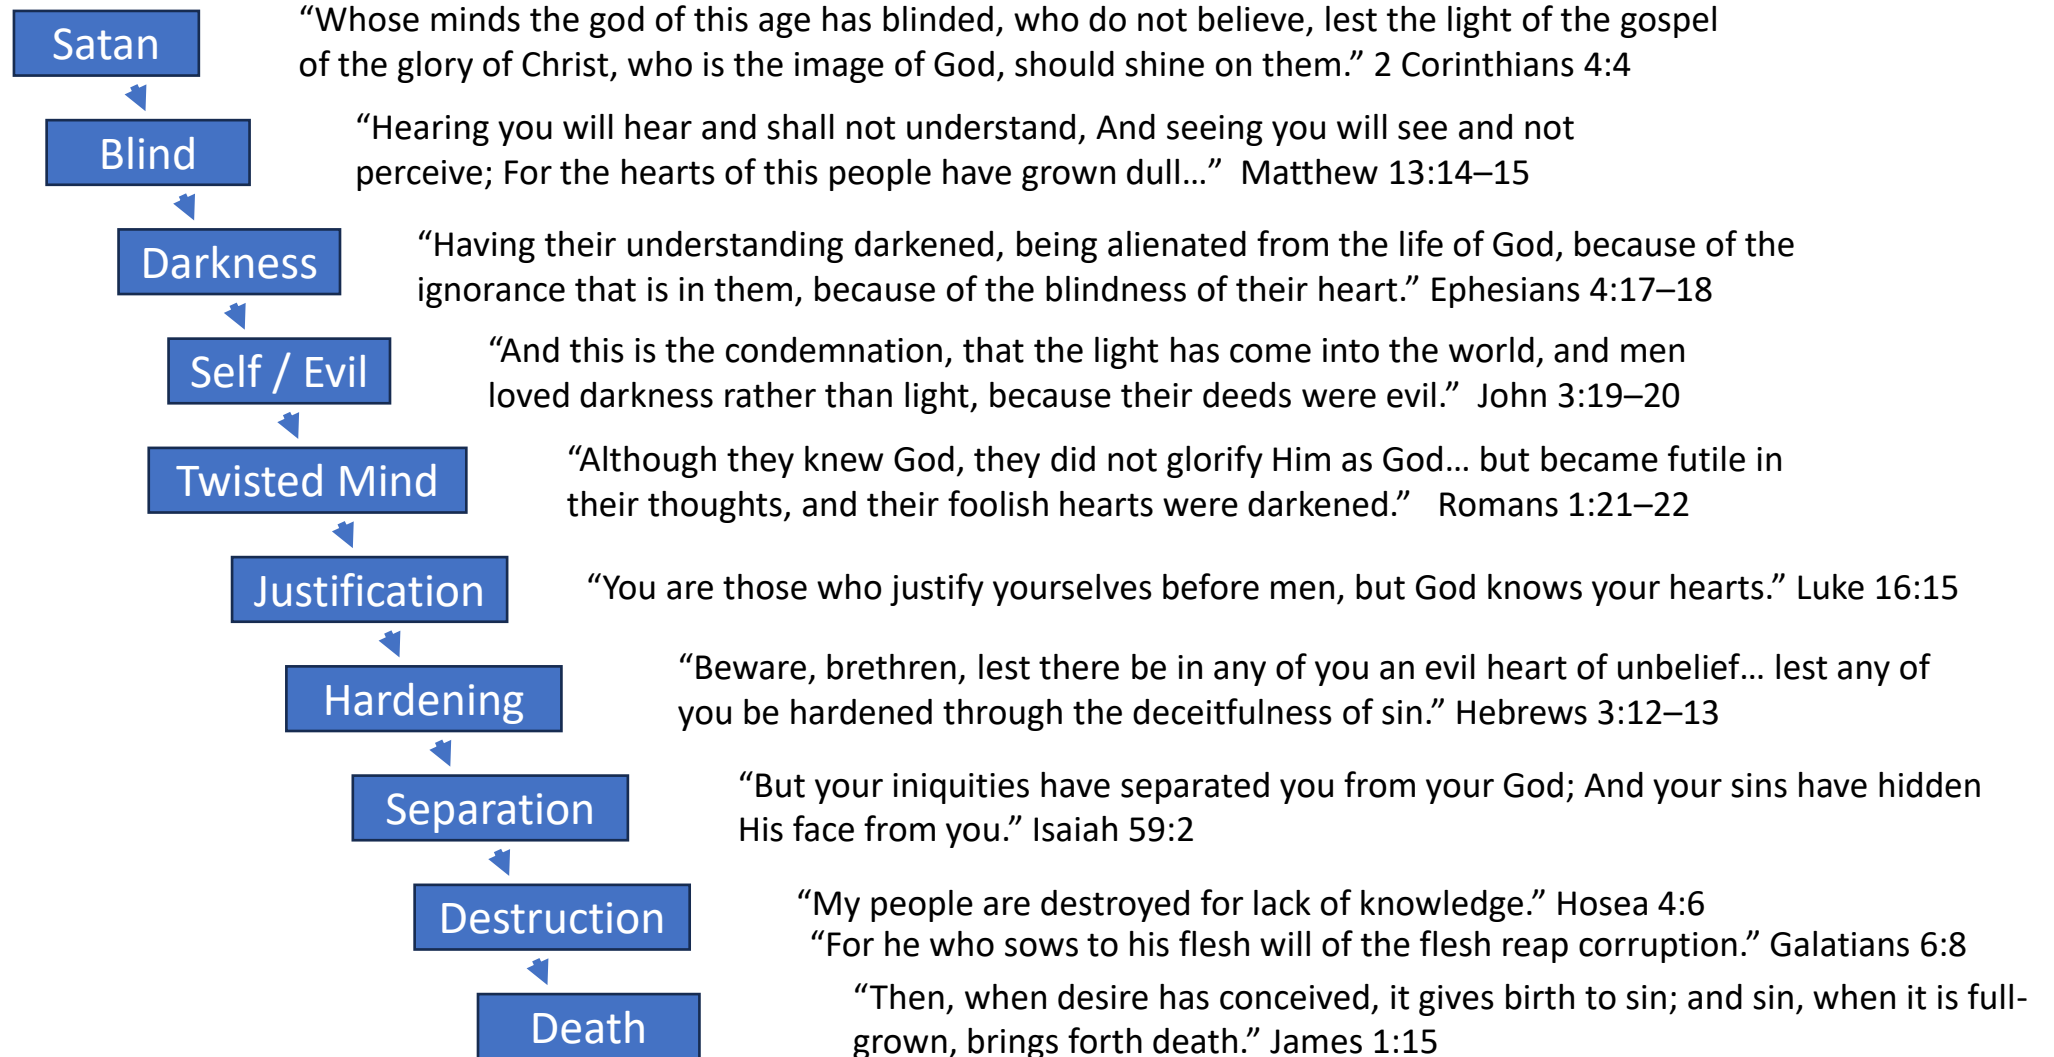 Satan
“Whose minds the god of this age has blinded, who do not believe, lest the light of the gospel
of the glory of Christ, who is the image of God, should shine on them.” 2 Corinthians 4:4
Blind
“Hearing you will hear and shall not understand, And seeing you will see and not
perceive; For the hearts of this people have grown dull…”  Matthew 13:14–15
Darkness
“Having their understanding darkened, being alienated from the life of God, because of the
ignorance that is in them, because of the blindness of their heart.” Ephesians 4:17–18
Self / Evil
“And this is the condemnation, that the light has come into the world, and men
loved darkness rather than light, because their deeds were evil.”  John 3:19–20
Twisted Mind
“Although they knew God, they did not glorify Him as God… but became futile in
their thoughts, and their foolish hearts were darkened.”   Romans 1:21–22
Justification
“You are those who justify yourselves before men, but God knows your hearts.” Luke 16:15
Hardening
“Beware, brethren, lest there be in any of you an evil heart of unbelief… lest any of
you be hardened through the deceitfulness of sin.” Hebrews 3:12–13
Separation
“But your iniquities have separated you from your God; And your sins have hidden
His face from you.” Isaiah 59:2
Destruction
“My people are destroyed for lack of knowledge.” Hosea 4:6
“For he who sows to his flesh will of the flesh reap corruption.” Galatians 6:8
Death
“Then, when desire has conceived, it gives birth to sin; and sin, when it is full-
grown, brings forth death.” James 1:15